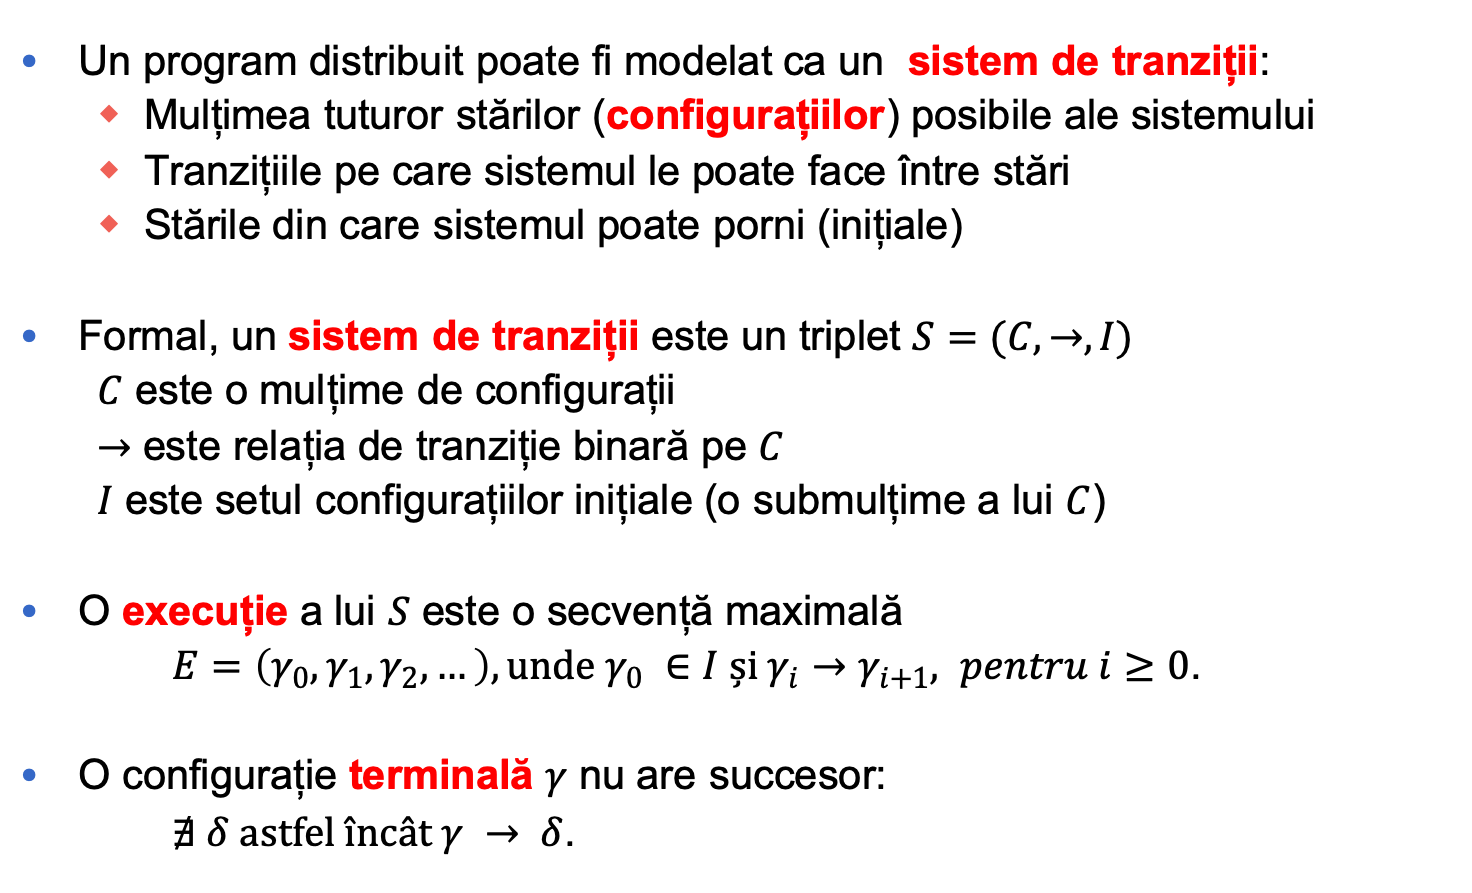 • Un program distribuit poate fi modelat ca un sistem de tranziții:
◆ Mulțimea tuturor stărilor (configurațiilor) posibile ale sistemului
◆ Tranzițiile pe care sistemul le poate face între stări
◆ Stările din care sistemul poate porni (inițiale)
• Formal, un sistem de tranziții este un triplet S = (C, →, I)
C este o mulțime de configurații
→ este relația de tranziție binară pe C
I este setul configurațiilor inițiale (o submulțime a lui C)
• O execuție a lui S este o secvență maximală
E = (γ₀, γ₁, γ₂, … ), unde γ₀ ∈ I și γᵢ → γᵢ₊₁, pentru i ≥ 0.
• O configurație terminală γ nu are succesor:
∄ δ astfel încât γ → δ.